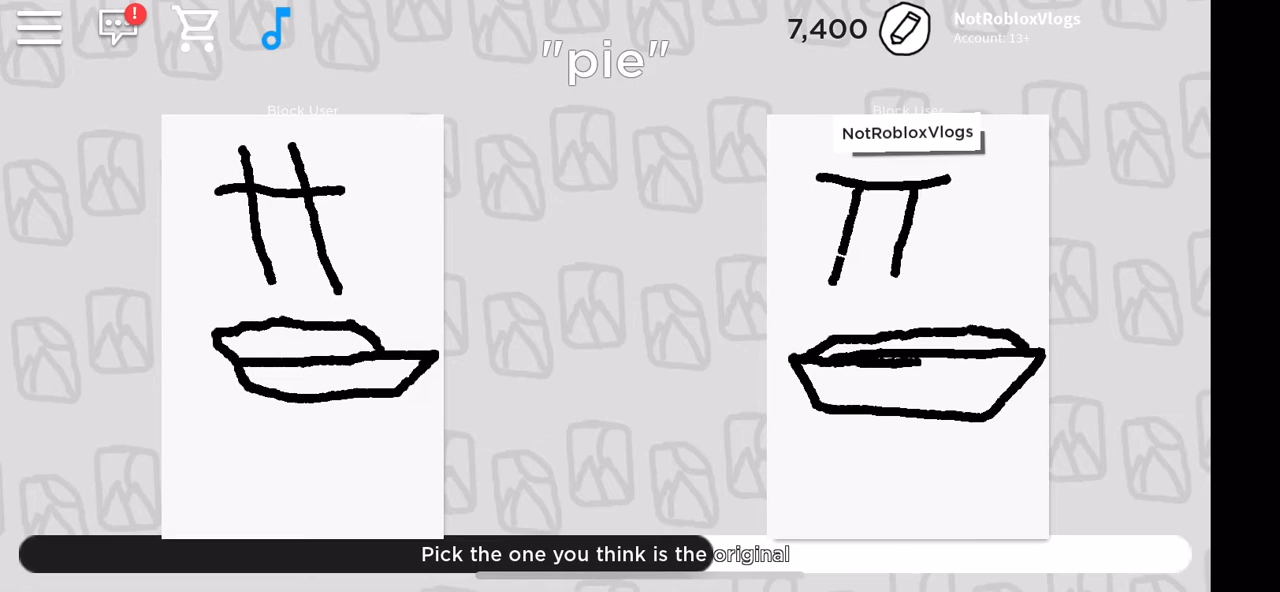 !
7,400
NotRobloxVlogs
Account: 13+
"pie"
Block User
Block User
NotRobloxVlogs
π
Pick the one you think is the original